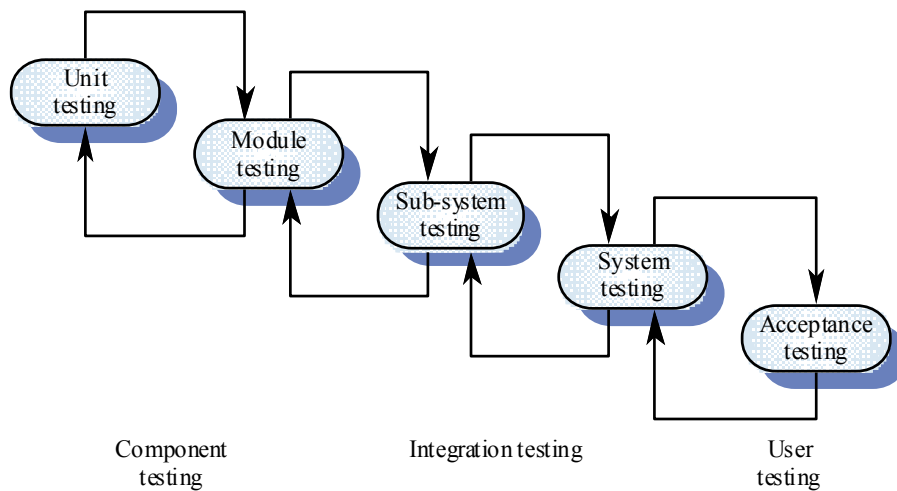 Unit
testing
Module
testing
Sub-system
testing
System
testing
Acceptance
testing
Component
testing
Integration testing
User
testing